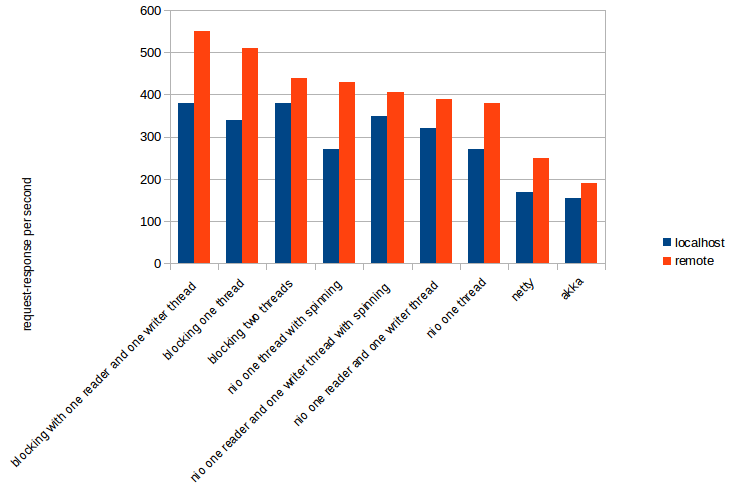 600
500
400
300
200
100
0
request-response per second
blocking with one reader and one writer thread
blocking one thread
blocking two threads
nio one thread with spinning
nio one reader and one writer thread with spinning
nio one reader and one writer thread
nio one thread
netty
akka
localhost
remote